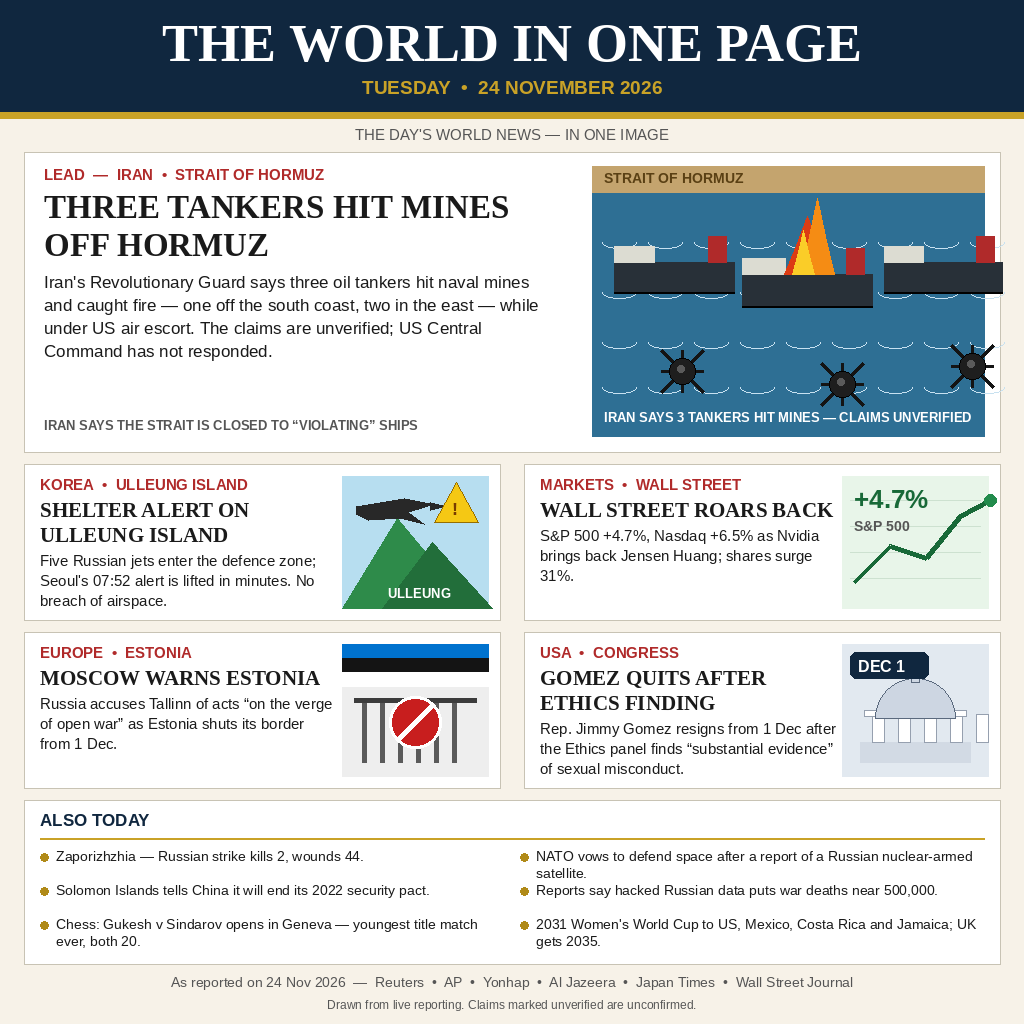 THE WORLD IN ONE PAGE
TUESDAY • 24 NOVEMBER 2026
THE DAY'S WORLD NEWS — IN ONE IMAGE
LEAD — IRAN • STRAIT OF HORMUZ
THREE TANKERS HIT MINES
OFF HORMUZ
Iran's Revolutionary Guard says three oil tankers hit naval mines
and caught fire — one off the south coast, two in the east — while
under US air escort. The claims are unverified; US Central
Command has not responded.
IRAN SAYS THE STRAIT IS CLOSED TO “VIOLATING” SHIPS
STRAIT OF HORMUZ
IRAN SAYS 3 TANKERS HIT MINES — CLAIMS UNVERIFIED
KOREA • ULLEUNG ISLAND
SHELTER ALERT ON
ULLEUNG ISLAND
Five Russian jets enter the defence zone;
Seoul's 07:52 alert is lifted in minutes. No
breach of airspace.
!
ULLEUNG
MARKETS • WALL STREET
WALL STREET ROARS BACK
S&P 500 +4.7%, Nasdaq +6.5% as Nvidia
brings back Jensen Huang; shares surge
31%.
+4.7%
S&P 500
EUROPE • ESTONIA
MOSCOW WARNS ESTONIA
Russia accuses Tallinn of acts “on the verge
of open war” as Estonia shuts its border
from 1 Dec.
USA • CONGRESS
GOMEZ QUITS AFTER
ETHICS FINDING
Rep. Jimmy Gomez resigns from 1 Dec after
the Ethics panel finds “substantial evidence”
of sexual misconduct.
DEC 1
ALSO TODAY
Zaporizhzhia — Russian strike kills 2, wounds 44.
Solomon Islands tells China it will end its 2022 security pact.
Chess: Gukesh v Sindarov opens in Geneva — youngest title match
ever, both 20.
NATO vows to defend space after a report of a Russian nuclear-armed
satellite.
Reports say hacked Russian data puts war deaths near 500,000.
2031 Women's World Cup to US, Mexico, Costa Rica and Jamaica; UK
gets 2035.
As reported on 24 Nov 2026 — Reuters • AP • Yonhap • Al Jazeera • Japan Times • Wall Street Journal
Drawn from live reporting. Claims marked unverified are unconfirmed.